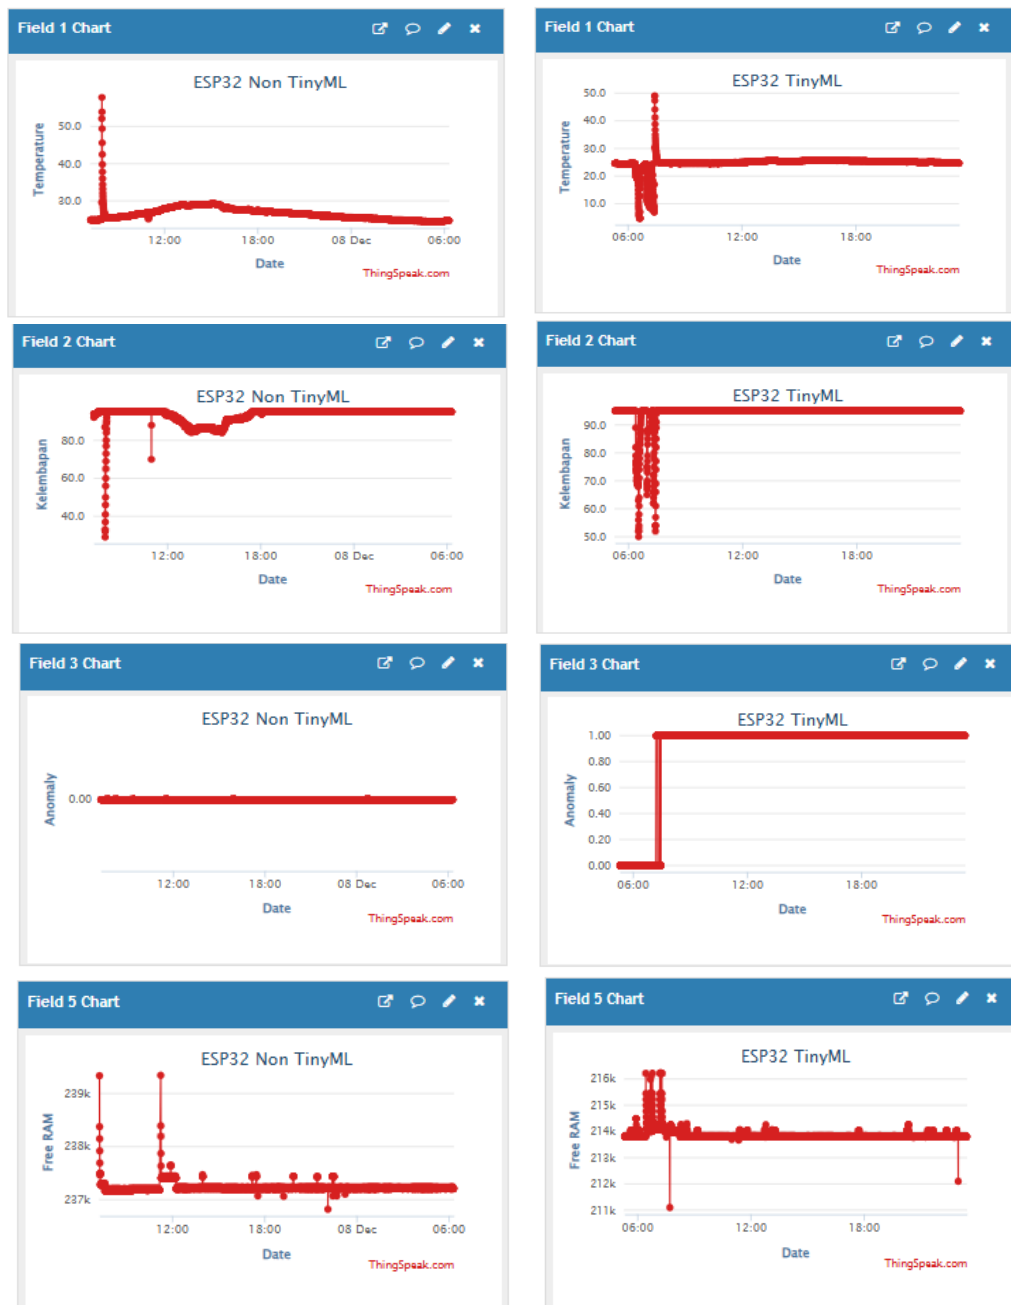 Field 1 Chart
ESP32 Non TinyML
Temperature
50.0
40.0
30.0
12:00 18:00 08 Dec 06:00
Date
ThingSpeak.com
Field 1 Chart
ESP32 TinyML
Temperature
50.0
40.0
30.0
20.0
10.0
06:00 12:00 18:00
Date
ThingSpeak.com
Field 2 Chart
ESP32 Non TinyML
Kelembapan
80.0
60.0
40.0
12:00 18:00 08 Dec 06:00
Date
ThingSpeak.com
Field 2 Chart
ESP32 TinyML
Kelembapan
90.0
80.0
70.0
60.0
50.0
06:00 12:00 18:00
Date
ThingSpeak.com
Field 3 Chart
ESP32 Non TinyML
Anomaly
0.00
12:00 18:00 08 Dec 06:00
Date
ThingSpeak.com
Field 3 Chart
ESP32 TinyML
Anomaly
1.00
0.80
0.60
0.40
0.20
0.00
06:00 12:00 18:00
Date
ThingSpeak.com
Field 5 Chart
ESP32 Non TinyML
Free RAM
239k
238k
237k
12:00 18:00 08 Dec 06:00
Date
ThingSpeak.com
Field 5 Chart
ESP32 TinyML
Free RAM
216k
215k
214k
213k
212k
211k
06:00 12:00 18:00
Date
ThingSpeak.com